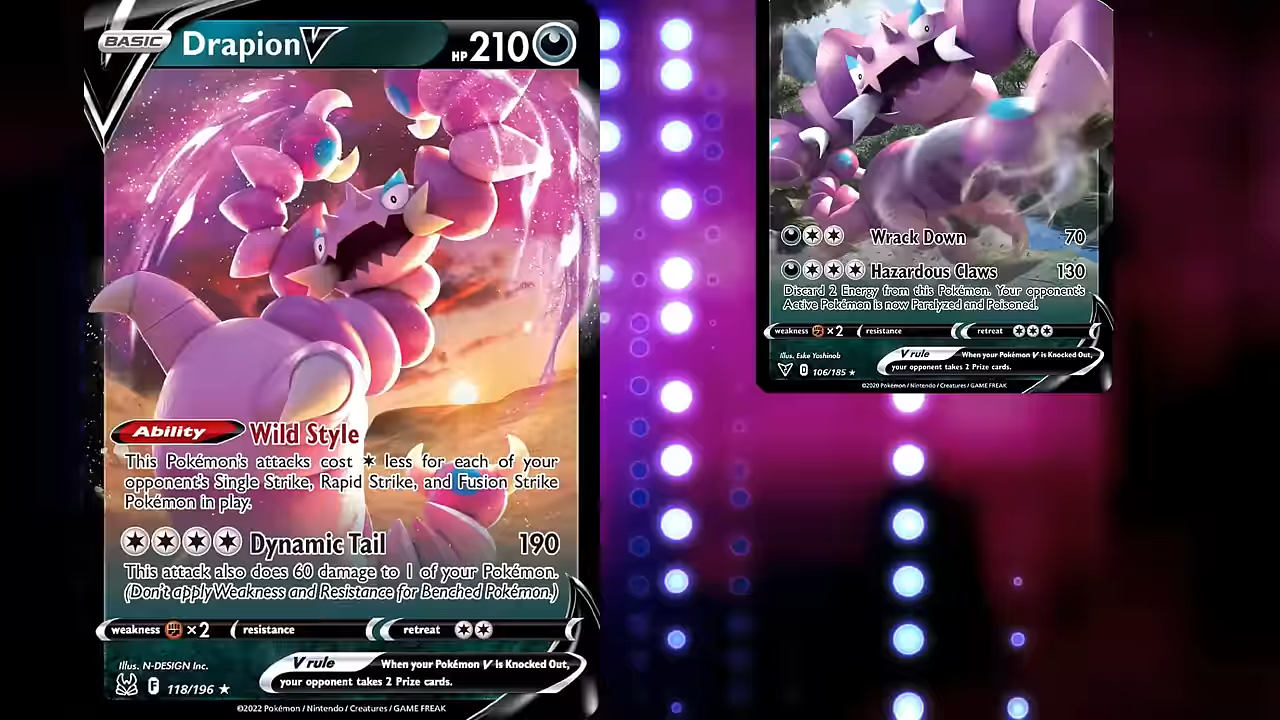 BASIC Drapion V HP 210
Ability Wild Style
This Pokémon's attacks cost ✶ less for each of your
opponent's Single Strike, Rapid Strike, and Fusion Strike
Pokémon in play.
Dynamic Tail 190
This attack also does 60 damage to 1 of your Pokémon.
(Don't apply Weakness and Resistance for Benched Pokémon.)
weakness ×2 resistance retreat
Illus. N-DESIGN Inc.
F 118/196 ★
V rule When your Pokémon V is Knocked Out,
your opponent takes 2 Prize cards.
©2022 Pokémon / Nintendo / Creatures / GAME FREAK
Wrack Down 70
Hazardous Claws 130
Discard 2 Energy from this Pokémon. Your opponent's
Active Pokémon is now Paralyzed and Poisoned.
weakness ×2 resistance retreat
Illus. Eske Yoshinob
D 106/185 ★
V rule When your Pokémon V is Knocked Out,
your opponent takes 2 Prize cards.
©2020 Pokémon / Nintendo / Creatures / GAME FREAK